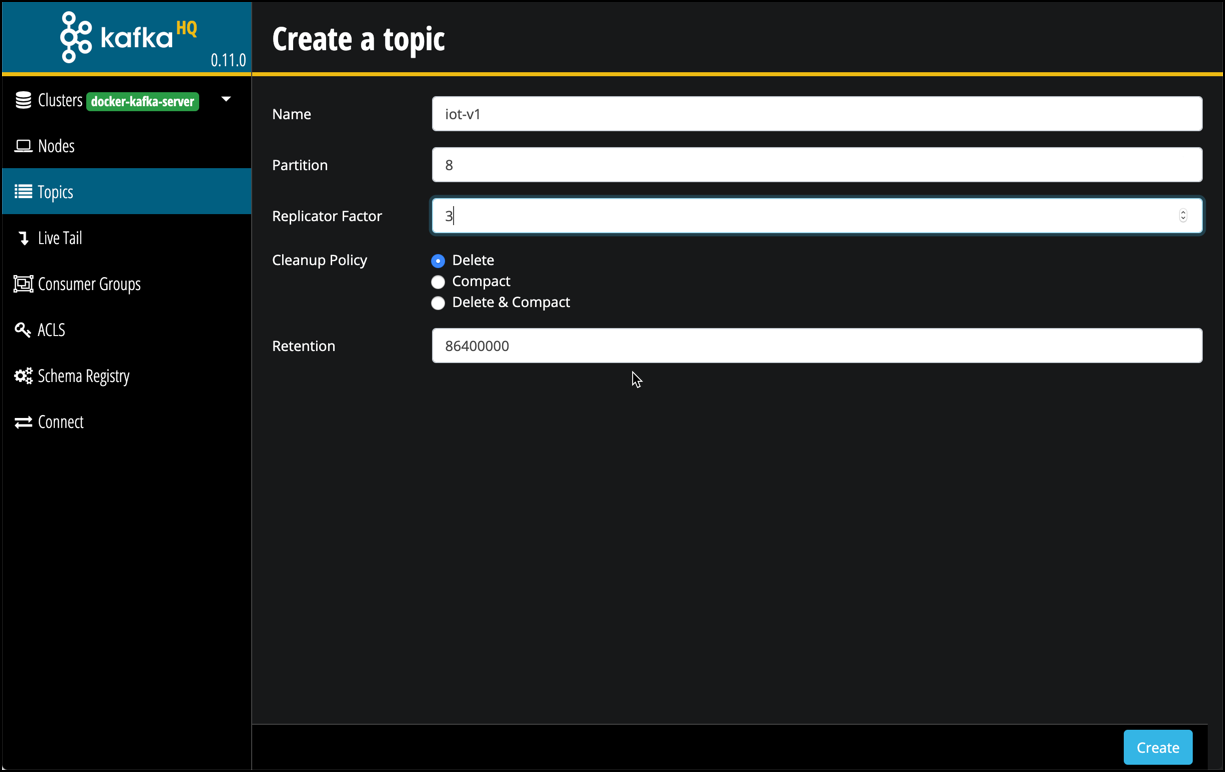 kafka HQ
0.11.0
Clusters docker-kafka-server
Nodes
Topics
Live Tail
Consumer Groups
ACLS
Schema Registry
Connect
Create a topic
Name iot-v1
Partition 8
Replicator Factor 3
Cleanup Policy Delete
Compact
Delete & Compact
Retention 86400000
Create